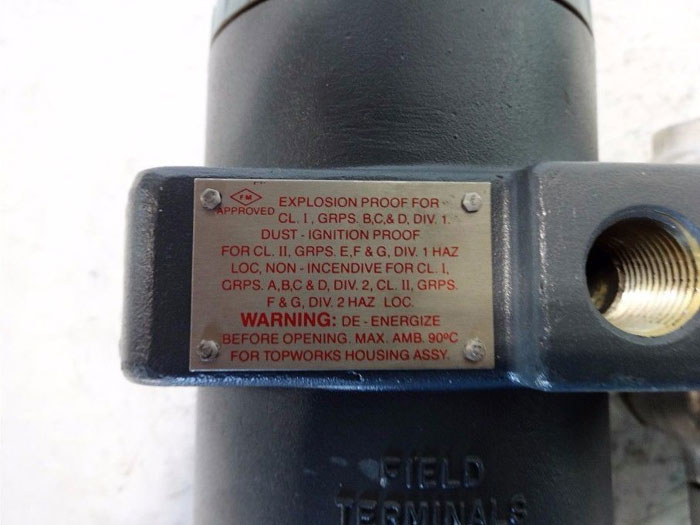 FM
APPROVED EXPLOSION PROOF FOR
CL. I, GRPS. B,C,& D, DIV. 1.
DUST - IGNITION PROOF
FOR CL. II, GRPS. E,F & G, DIV. 1 HAZ
LOC, NON - INCENDIVE FOR CL. I,
GRPS. A,B,C & D, DIV. 2, CL. II, GRPS.
F & G, DIV. 2 HAZ LOC.
WARNING: DE - ENERGIZE
BEFORE OPENING. MAX. AMB. 90ºC
FOR TOPWORKS HOUSING ASSY.
FIELD
TERMINALS